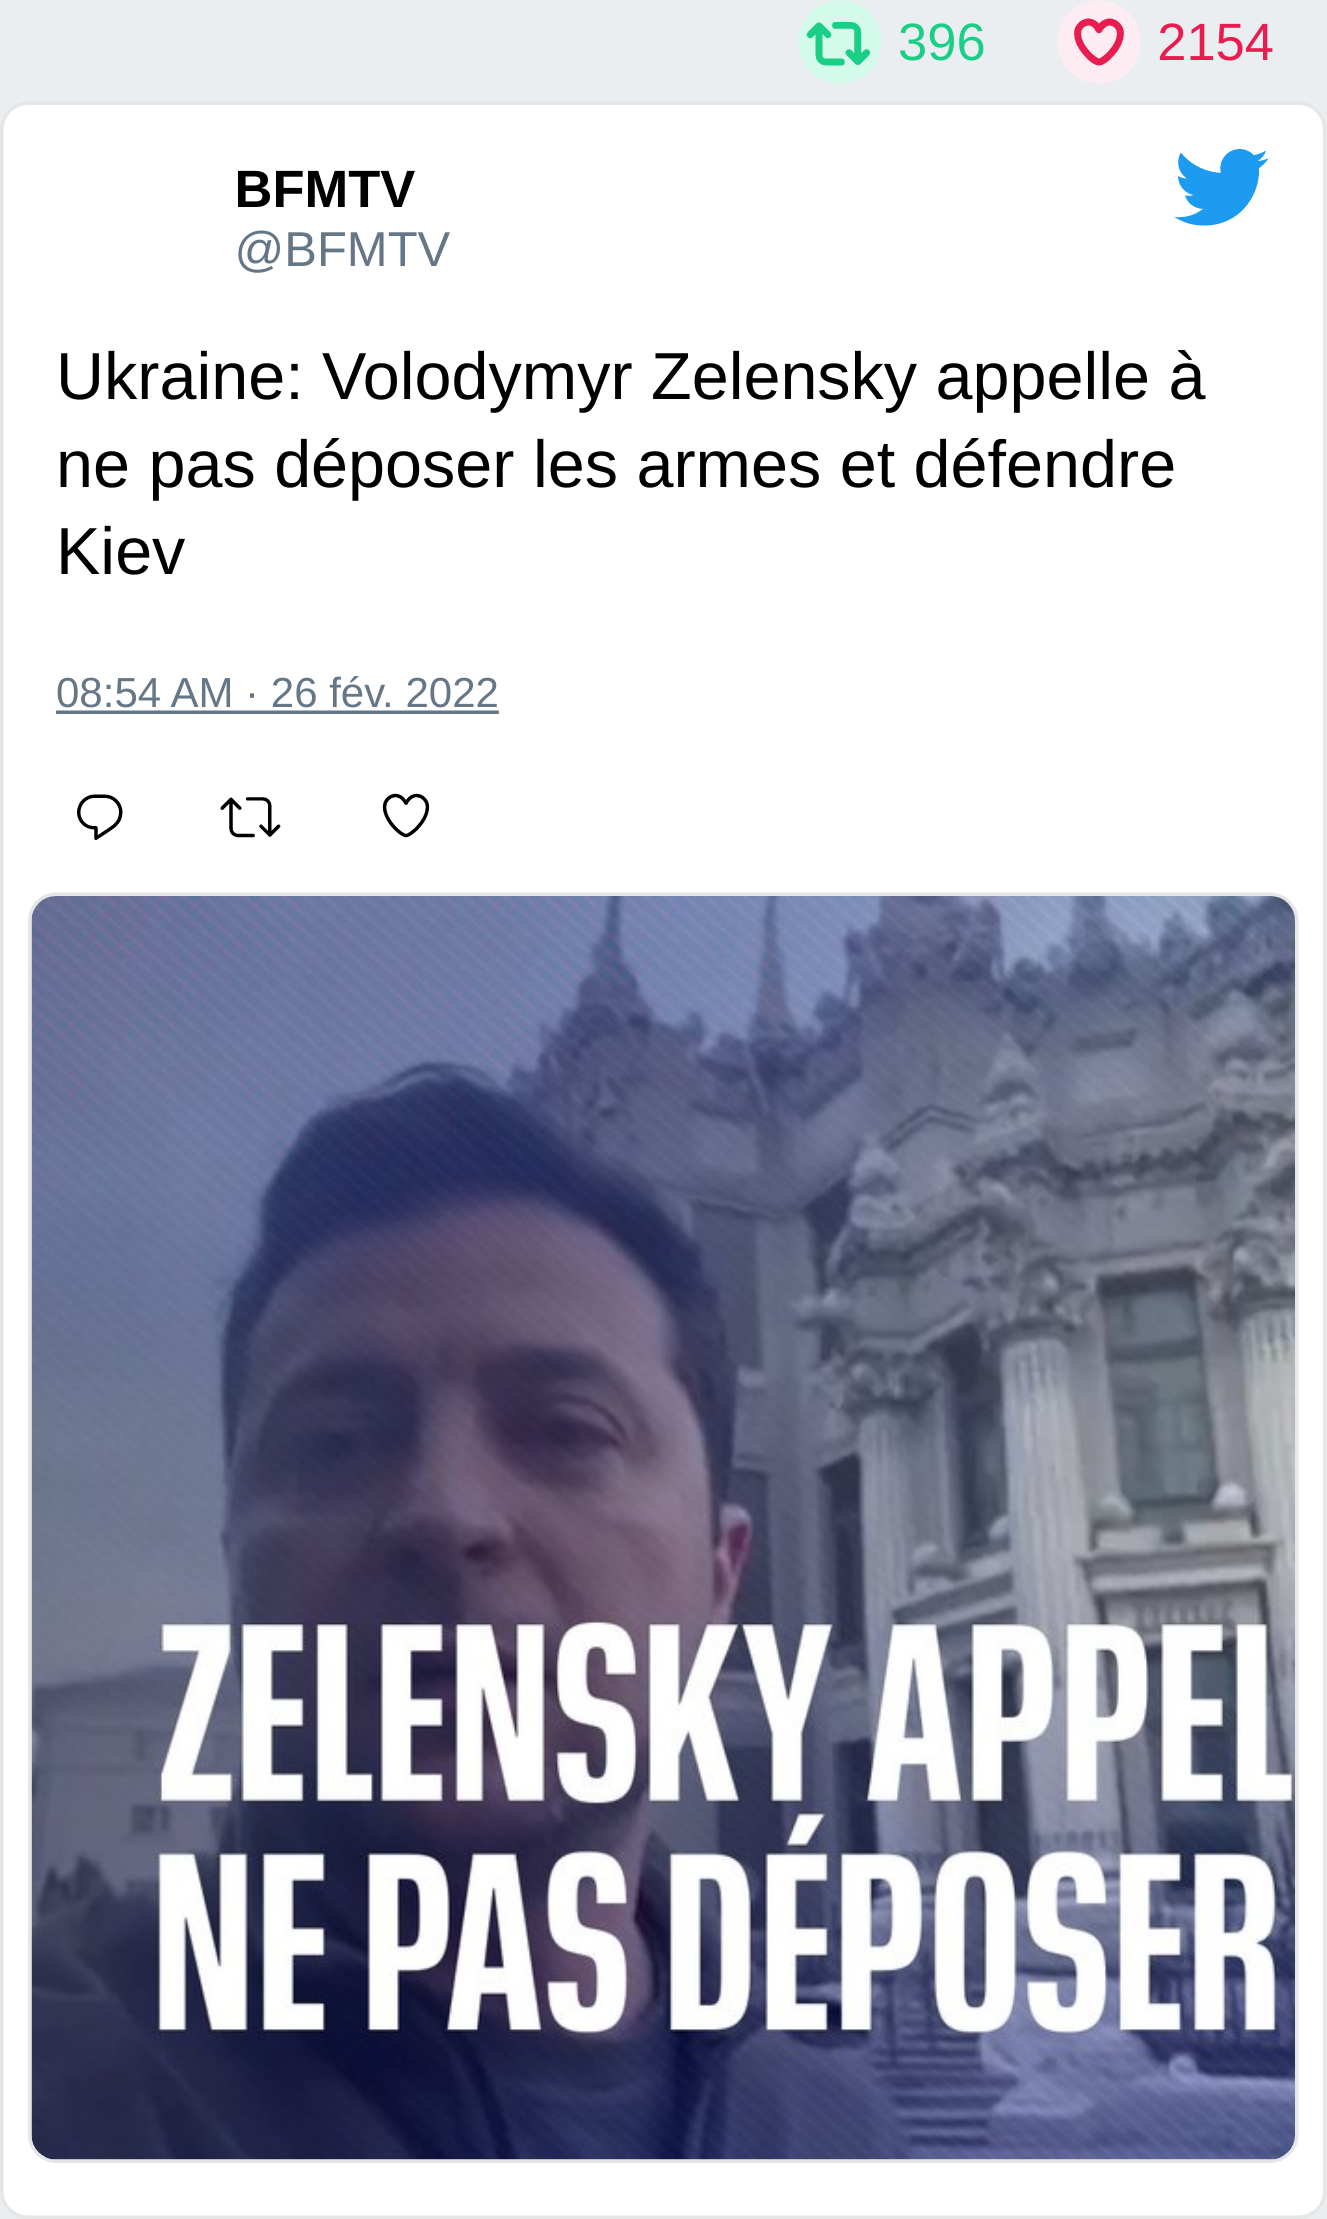 396 2154
BFMTV
@BFMTV
Ukraine: Volodymyr Zelensky appelle à
ne pas déposer les armes et défendre
Kiev
08:54 AM · 26 fév. 2022
ZELENSKY APPEL
NE PAS DÉPOSER